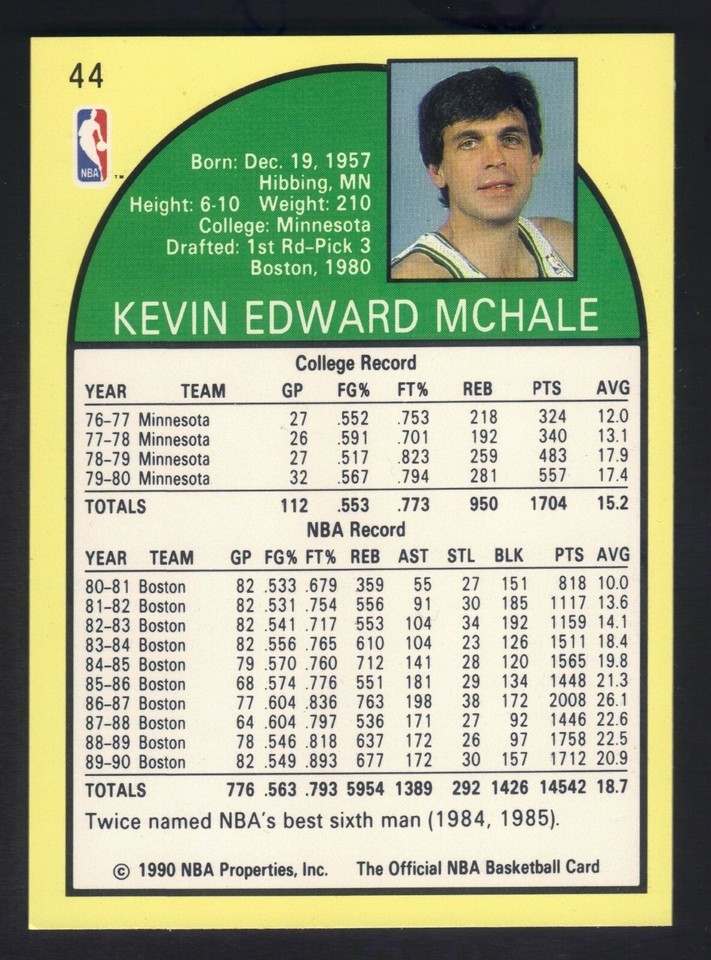 44
NBA
TM
Born: Dec. 19, 1957
Hibbing, MN
Height: 6-10 Weight: 210
College: Minnesota
Drafted: 1st Rd–Pick 3
Boston, 1980
KEVIN EDWARD MCHALE
College Record
YEAR TEAM GP FG% FT% REB PTS AVG
76–77 Minnesota 27 .552 .753 218 324 12.0
77–78 Minnesota 26 .591 .701 192 340 13.1
78–79 Minnesota 27 .517 .823 259 483 17.9
79–80 Minnesota 32 .567 .794 281 557 17.4
TOTALS 112 .553 .773 950 1704 15.2
NBA Record
YEAR TEAM GP FG% FT% REB AST STL BLK PTS AVG
80–81 Boston 82 .533 .679 359 55 27 151 818 10.0
81–82 Boston 82 .531 .754 556 91 30 185 1117 13.6
82–83 Boston 82 .541 .717 553 104 34 192 1159 14.1
83–84 Boston 82 .556 .765 610 104 23 126 1511 18.4
84–85 Boston 79 .570 .760 712 141 28 120 1565 19.8
85–86 Boston 68 .574 .776 551 181 29 134 1448 21.3
86–87 Boston 77 .604 .836 763 198 38 172 2008 26.1
87–88 Boston 64 .604 .797 536 171 27 92 1446 22.6
88–89 Boston 78 .546 .818 637 172 26 97 1758 22.5
89–90 Boston 82 .549 .893 677 172 30 157 1712 20.9
TOTALS 776 .563 .793 5954 1389 292 1426 14542 18.7
Twice named NBA's best sixth man (1984, 1985).
© 1990 NBA Properties, Inc. The Official NBA Basketball Card